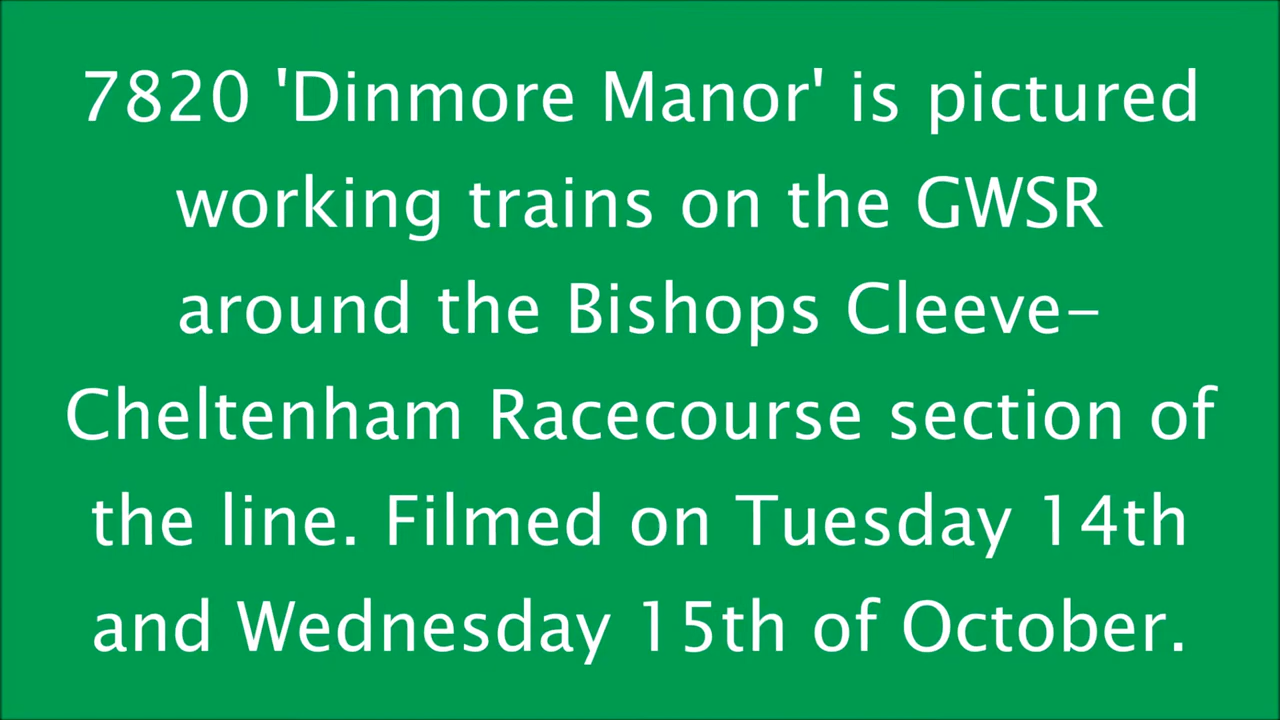 7820 'Dinmore Manor' is pictured
working trains on the GWSR
around the Bishops Cleeve-
Cheltenham Racecourse section of
the line. Filmed on Tuesday 14th
and Wednesday 15th of October.